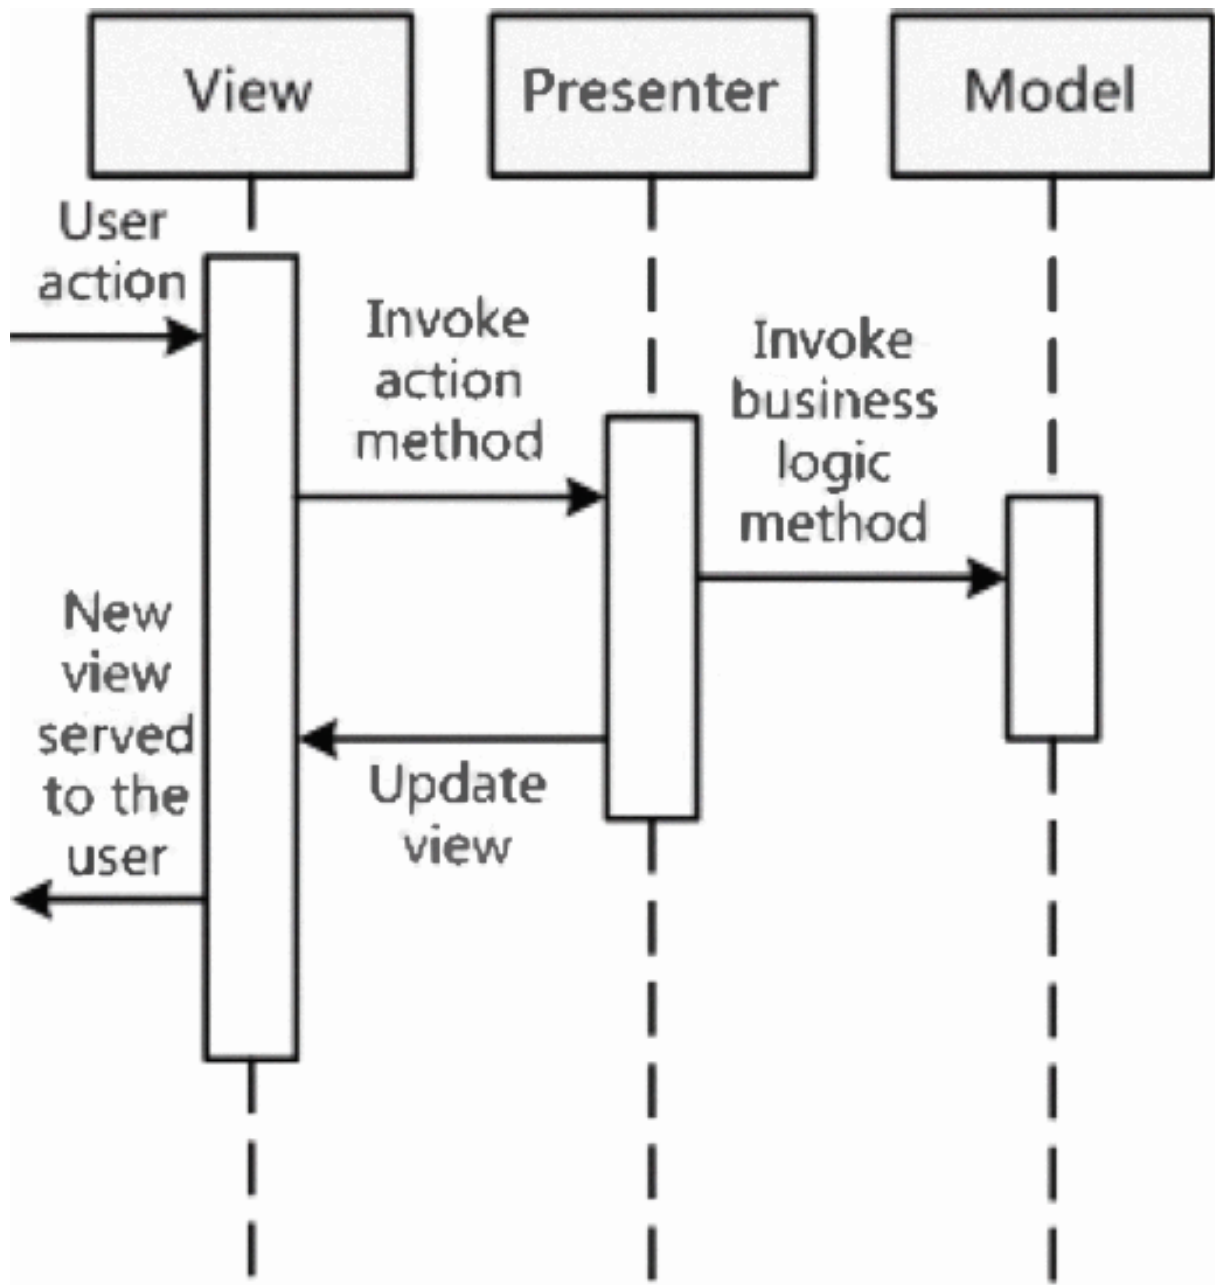 View
Presenter
Model
User
action
Invoke
action
method
Invoke
business
logic
method
New
view
served
to the
user
Update
view